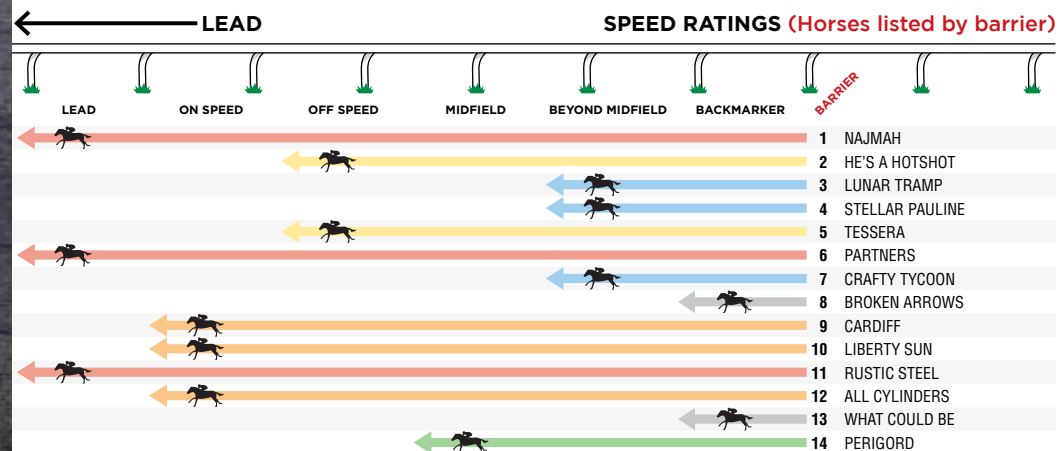 LEAD SPEED RATINGS (Horses listed by barrier)
LEAD ON SPEED OFF SPEED MIDFIELD BEYOND MIDFIELD BACKMARKER BARRIER
1 NAJMAH
2 HE'S A HOTSHOT
3 LUNAR TRAMP
4 STELLAR PAULINE
5 TESSERA
6 PARTNERS
7 CRAFTY TYCOON
8 BROKEN ARROWS
9 CARDIFF
10 LIBERTY SUN
11 RUSTIC STEEL
12 ALL CYLINDERS
13 WHAT COULD BE
14 PERIGORD